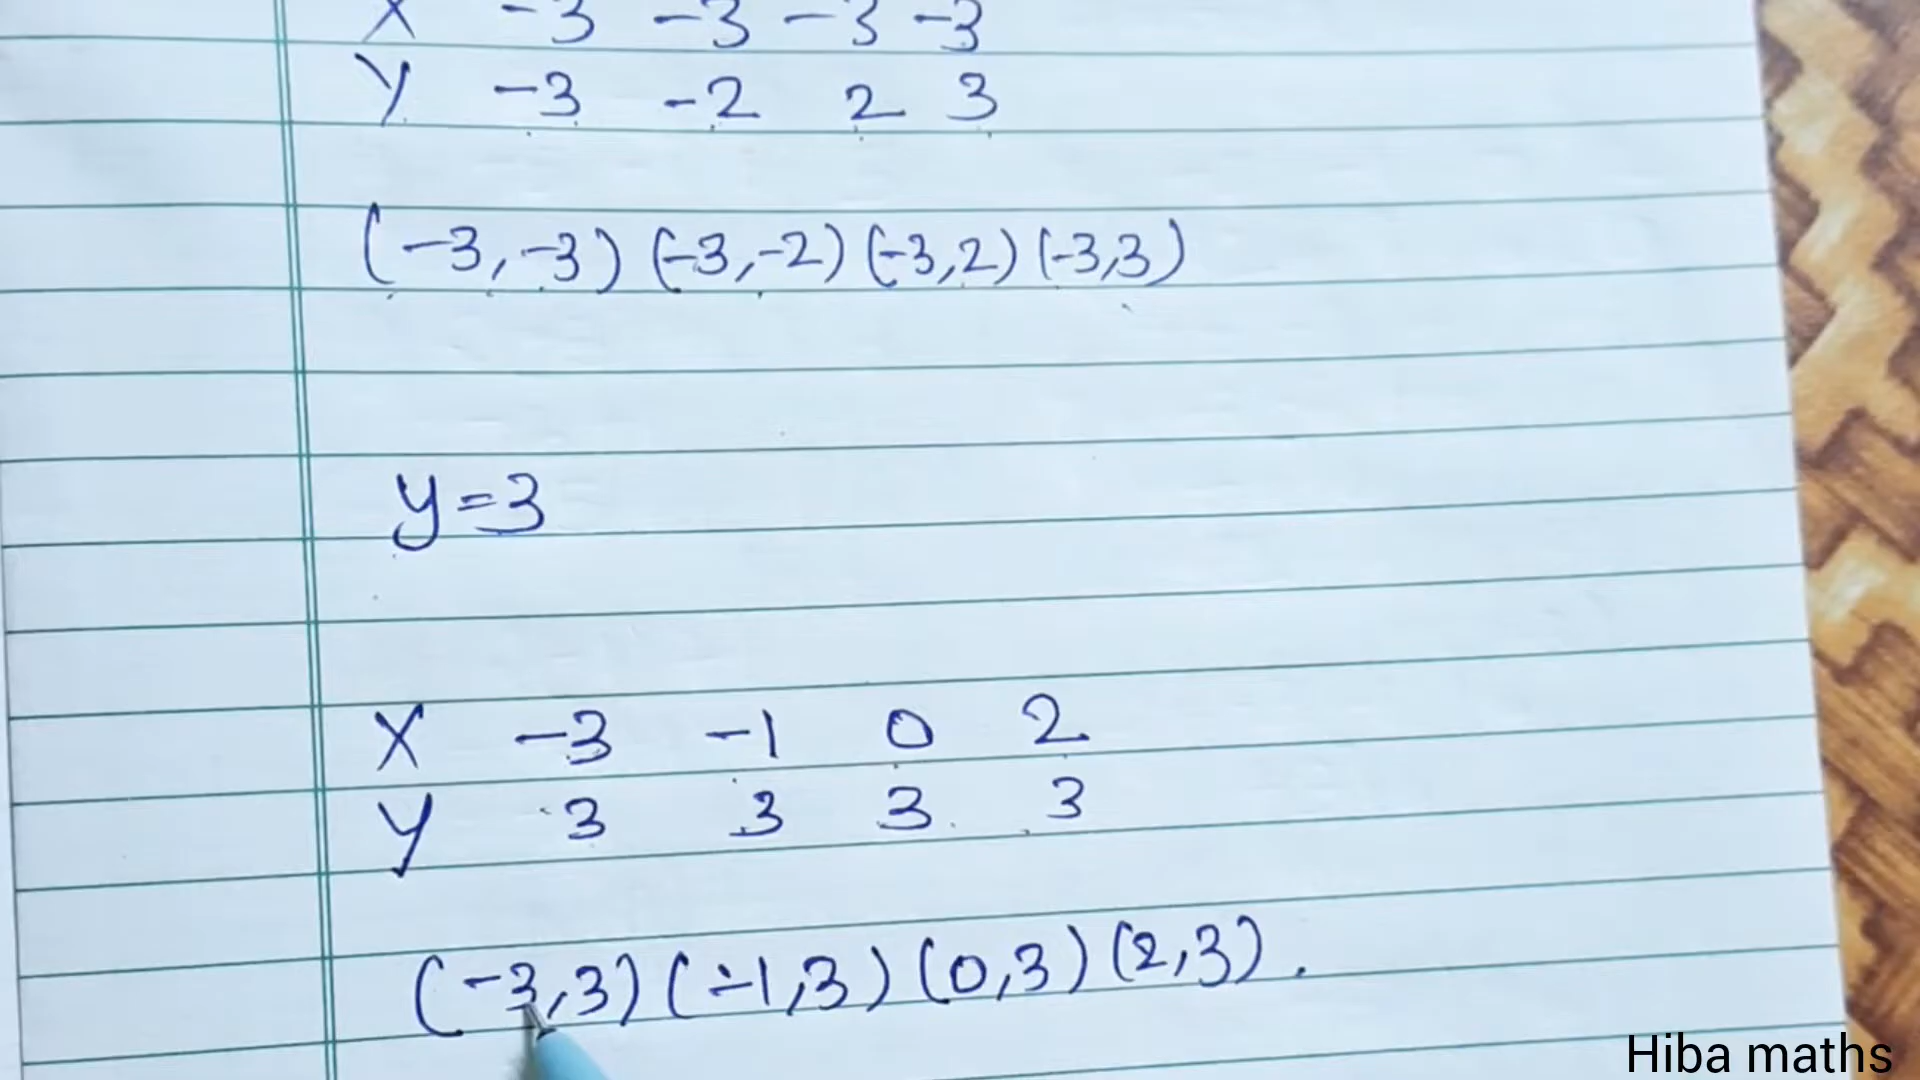 X -3 -3 -3 -3
Y -3 -2 2 3
(-3,-3) (-3,-2) (-3,2) (-3,3)
y=3
X -3 -1 0 2
Y 3 3 3 3
(-3,3) (-1,3) (0,3) (2,3).
Hiba maths